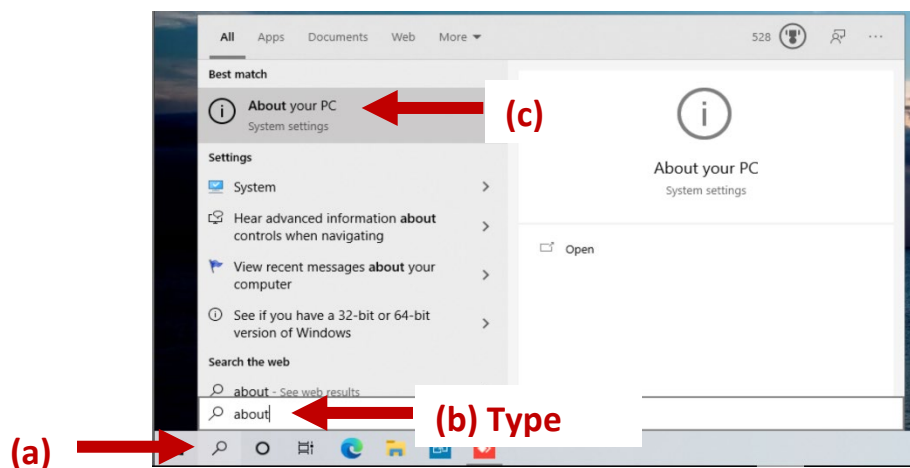 All Apps Documents Web More 528 ...
Best match
About your PC
System settings
(c)
About your PC
System settings
Settings
System
Hear advanced information about
controls when navigating
Open
View recent messages about your
computer
See if you have a 32-bit or 64-bit
version of Windows
Search the web
about - See web results
about
(b) Type
(a)